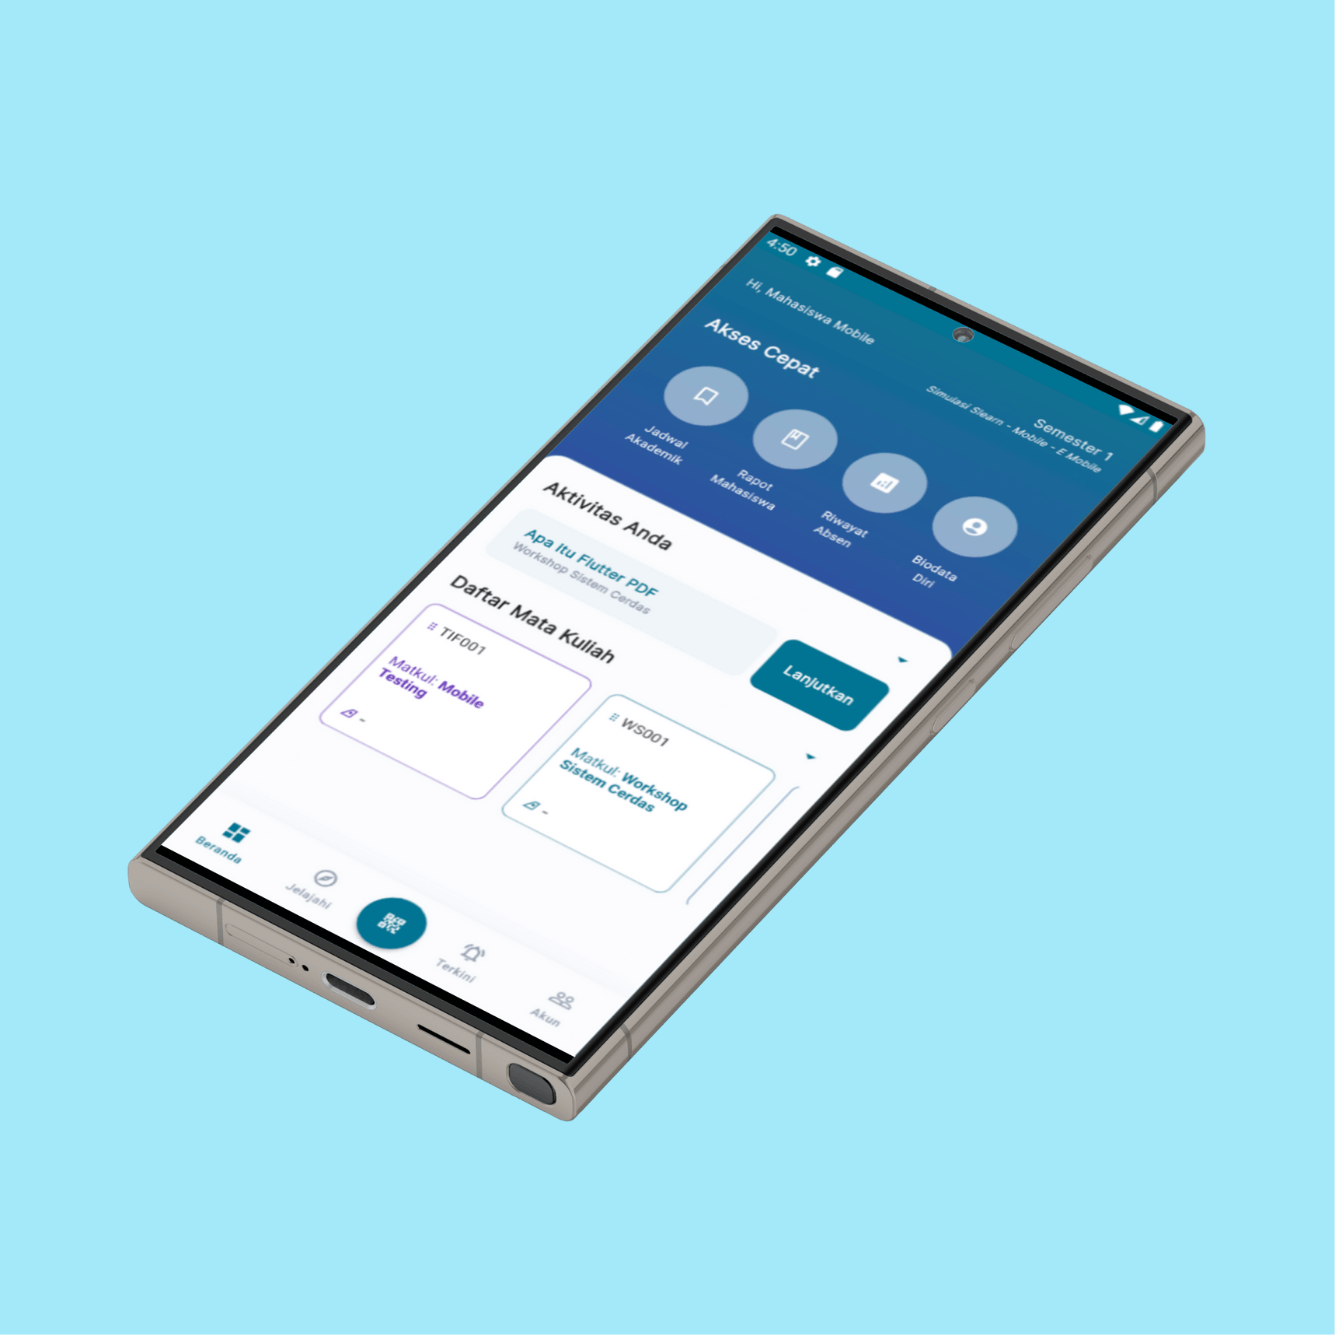 4:50
Hi, Mahasiswa Mobile
Semester 1
Simulasi Slearn - Mobile - E Mobile
Akses Cepat
Jadwal
Akademik
Rapot
Mahasiswa
Riwayat
Absen
Biodata
Diri
Aktivitas Anda
Apa Itu Flutter PDF
Workshop Sistem Cerdas
Lanjutkan
Daftar Mata Kuliah
TIF001
Matkul: Mobile
Testing
-
WS001
Matkul: Workshop
Sistem Cerdas
-
Beranda
Jelajahi
Terkini
Akun